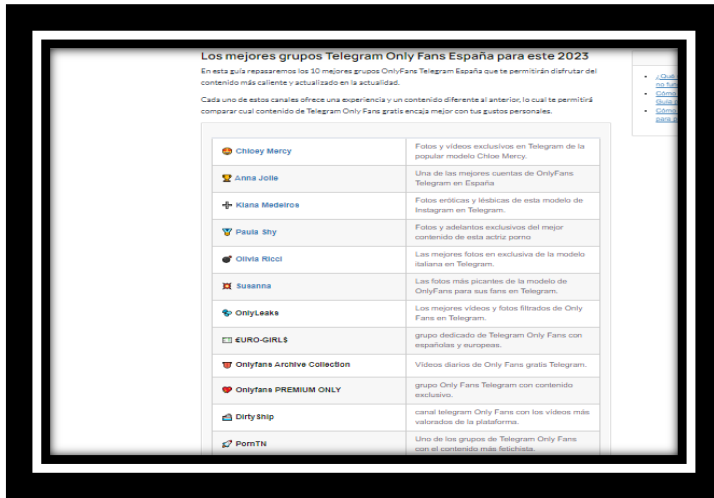 Los mejores grupos Telegram Only Fans España para este 2023
En esta guía repasaremos los 10 mejores grupos OnlyFans Telegram España que te permitirán disfrutar del
contenido más caliente y actualizado en la actualidad.
Cada uno de estos canales ofrece una experiencia y un contenido diferente al anterior, lo cual te permitirá
comparar cual contenido de Telegram Only Fans gratis encaja mejor con tus gustos personales.
¿Qué
no fun
Cómo
Guía p
Cómo
para p
Chloey Mercy
Fotos y vídeos exclusivos en Telegram de la
popular modelo Chloe Mercy.
Anna Jolie
Una de las mejores cuentas de OnlyFans
Telegram en España
Kiana Medeiros
Fotos eróticas y lésbicas de esta modelo de
Instagram en Telegram.
Paula Shy
Fotos y adelantos exclusivos del mejor
contenido de esta actriz porno
Olivia Ricci
Las mejores fotos en exclusiva de la modelo
italiana en Telegram.
Susanna
Las fotos más picantes de la modelo de
OnlyFans para sus fans en Telegram.
OnlyLeaks
Los mejores vídeos y fotos filtrados de Only
Fans en Telegram.
€URO-GIRL$
grupo dedicado de Telegram Only Fans con
españolas y europeas.
Onlyfans Archive Collection
Vídeos diarios de Only Fans gratis Telegram.
Onlyfans PREMIUM ONLY
grupo Only Fans Telegram con contenido
exclusivo.
Dirty Ship
canal telegram Only Fans con los vídeos más
valorados de la plataforma.
PornTN
Uno de los grupos de Telegram Only Fans
con el contenido más fetichista.